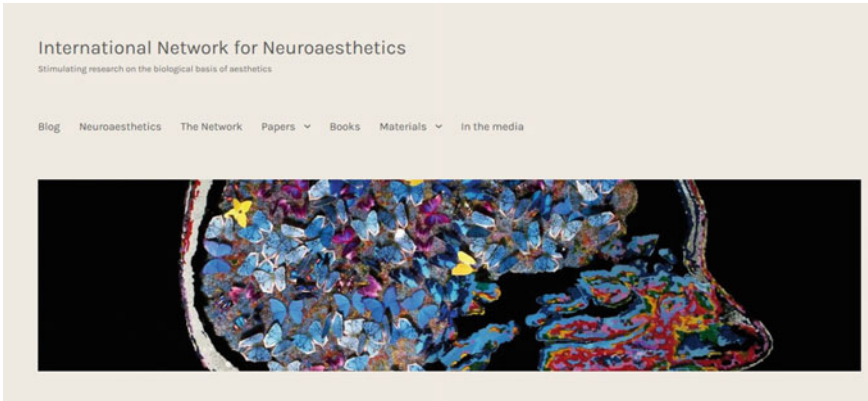 International Network for Neuroaesthetics
Stimulating research on the biological basis of aesthetics
Blog Neuroaesthetics The Network Papers Books Materials In the media